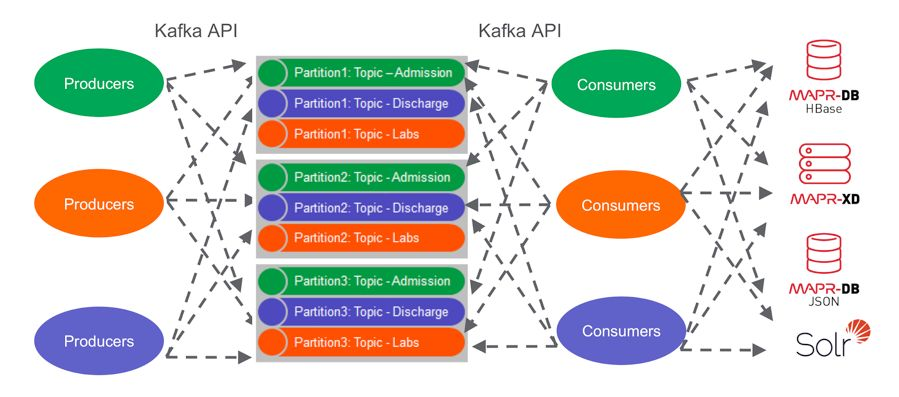 Kafka API
Kafka API
Producers
Partition1: Topic – Admission
Partition1: Topic - Discharge
Partition1: Topic - Labs
Consumers
MAPR-DB
HBase
Producers
Partition2: Topic - Admission
Partition2: Topic - Discharge
Partition2: Topic - Labs
Consumers
MAPR-XD
Producers
Partition3: Topic - Admission
Partition3: Topic - Discharge
Partition3: Topic - Labs
Consumers
MAPR-DB
JSON
Solr